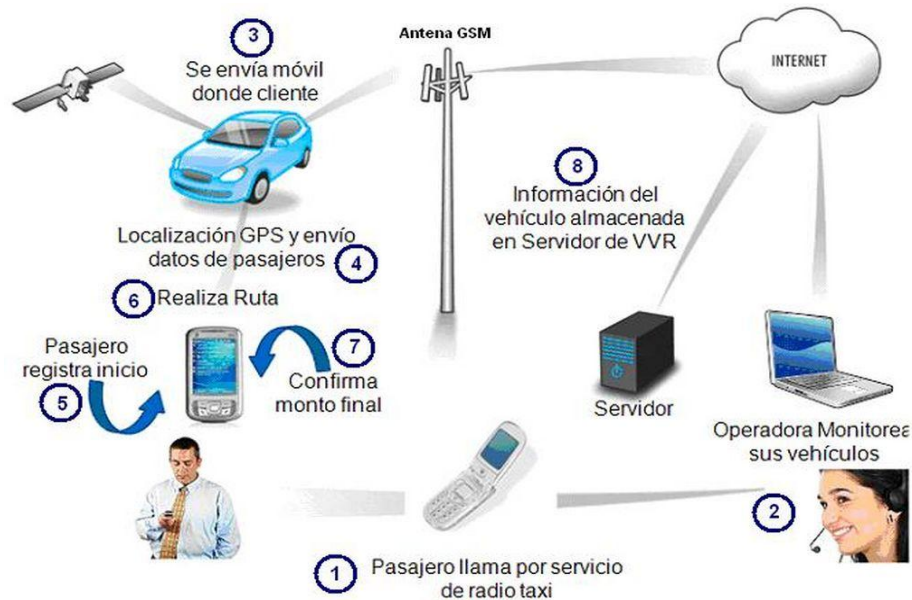 3
Se envía móvil
donde cliente
Antena GSM
INTERNET
8
Información del
vehículo almacenada
en Servidor de VVR
Localización GPS y envío
datos de pasajeros 4
6 Realiza Ruta
Pasajero
registra inicio
5
7
Confirma
monto final
Servidor
Operadora Monitorea
sus vehículos
2
1 Pasajero llama por servicio
de radio taxi